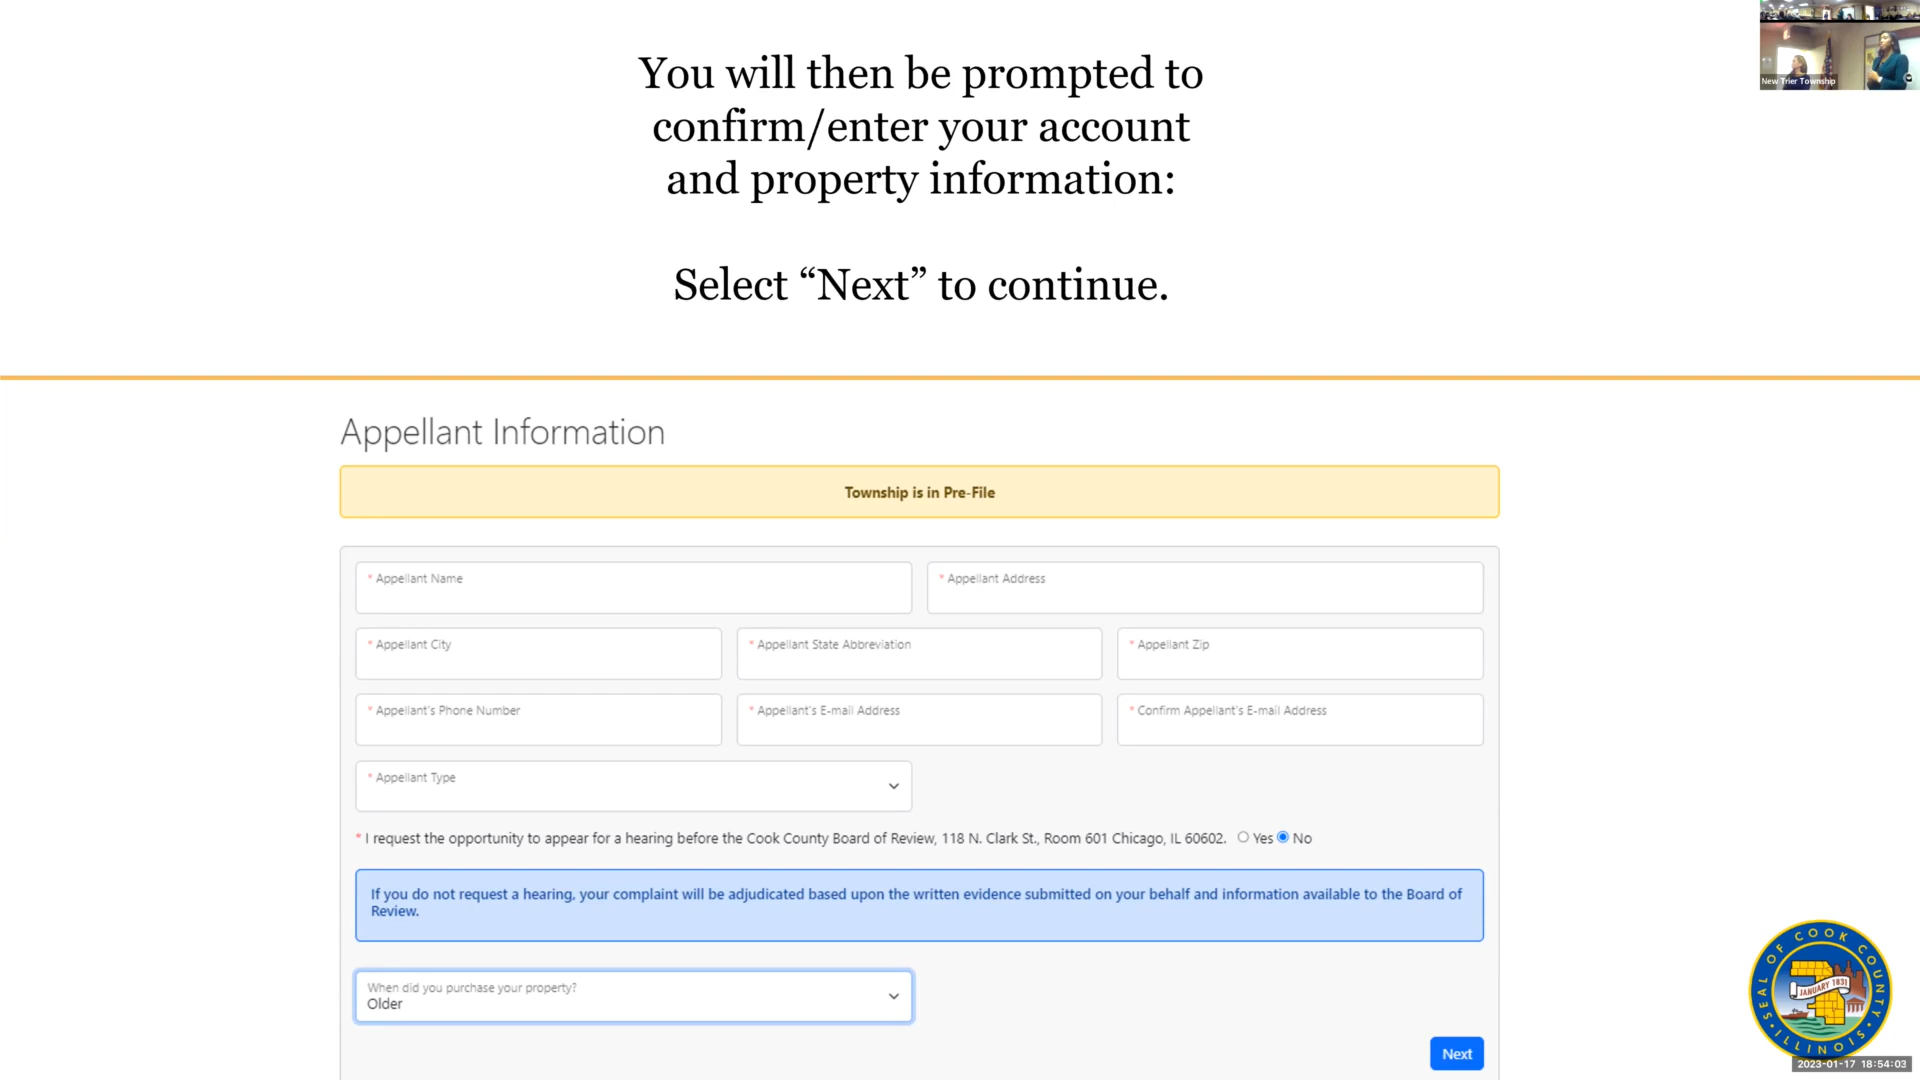 You will then be prompted to
confirm/enter your account
and property information:
Select “Next” to continue.
New Trier Township
Appellant Information
Township is in Pre-File
* Appellant Name
* Appellant Address
* Appellant City
* Appellant State Abbreviation
* Appellant Zip
* Appellant's Phone Number
* Appellant's E-mail Address
* Confirm Appellant's E-mail Address
* Appellant Type
* I request the opportunity to appear for a hearing before the Cook County Board of Review, 118 N. Clark St., Room 601 Chicago, IL 60602. Yes No
If you do not request a hearing, your complaint will be adjudicated based upon the written evidence submitted on your behalf and information available to the Board of
Review.
When did you purchase your property?
Older
Next
SEAL OF COOK COUNTY
JANUARY 1831
ILLINOIS
2023-01-17 18:54:03